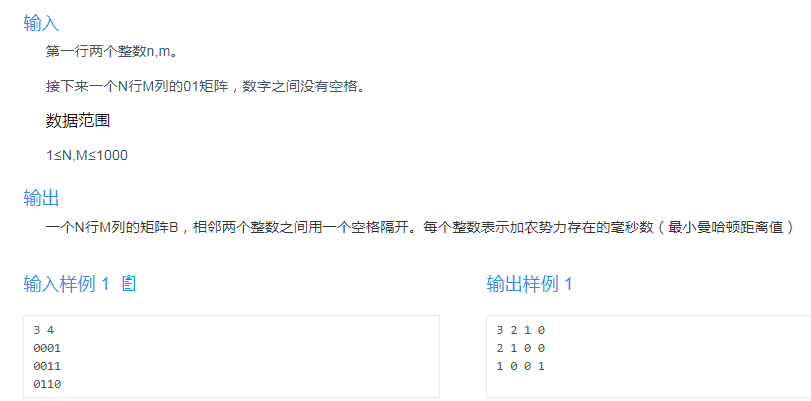 输入
第一行两个整数n,m。
接下来一个N行M列的01矩阵，数字之间没有空格。
数据范围
1≤N,M≤1000
输出
一个N行M列的矩阵B，相邻两个整数之间用一个空格隔开。每个整数表示加农势力存在的毫秒数（最小曼哈顿距离值）
输入样例 1
3 4
0001
0011
0110
输出样例 1
3 2 1 0
2 1 0 0
1 0 0 1